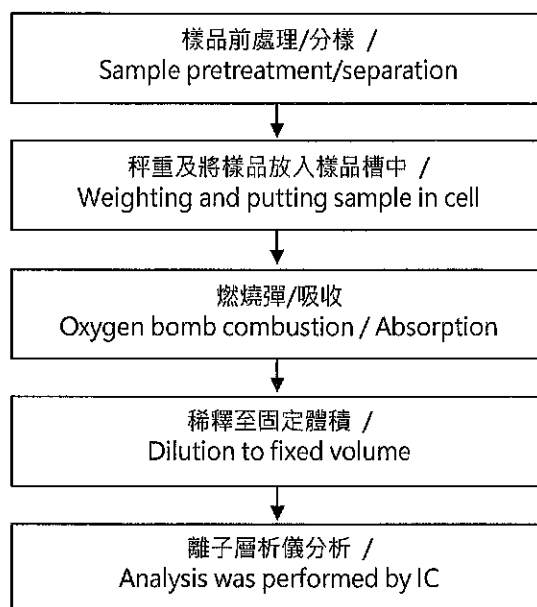 樣品前處理/分樣 /
Sample pretreatment/separation
秤重及將樣品放入樣品槽中 /
Weighting and putting sample in cell
燃燒彈/吸收
Oxygen bomb combustion / Absorption
稀釋至固定體積 /
Dilution to fixed volume
離子層析儀分析 /
Analysis was performed by IC